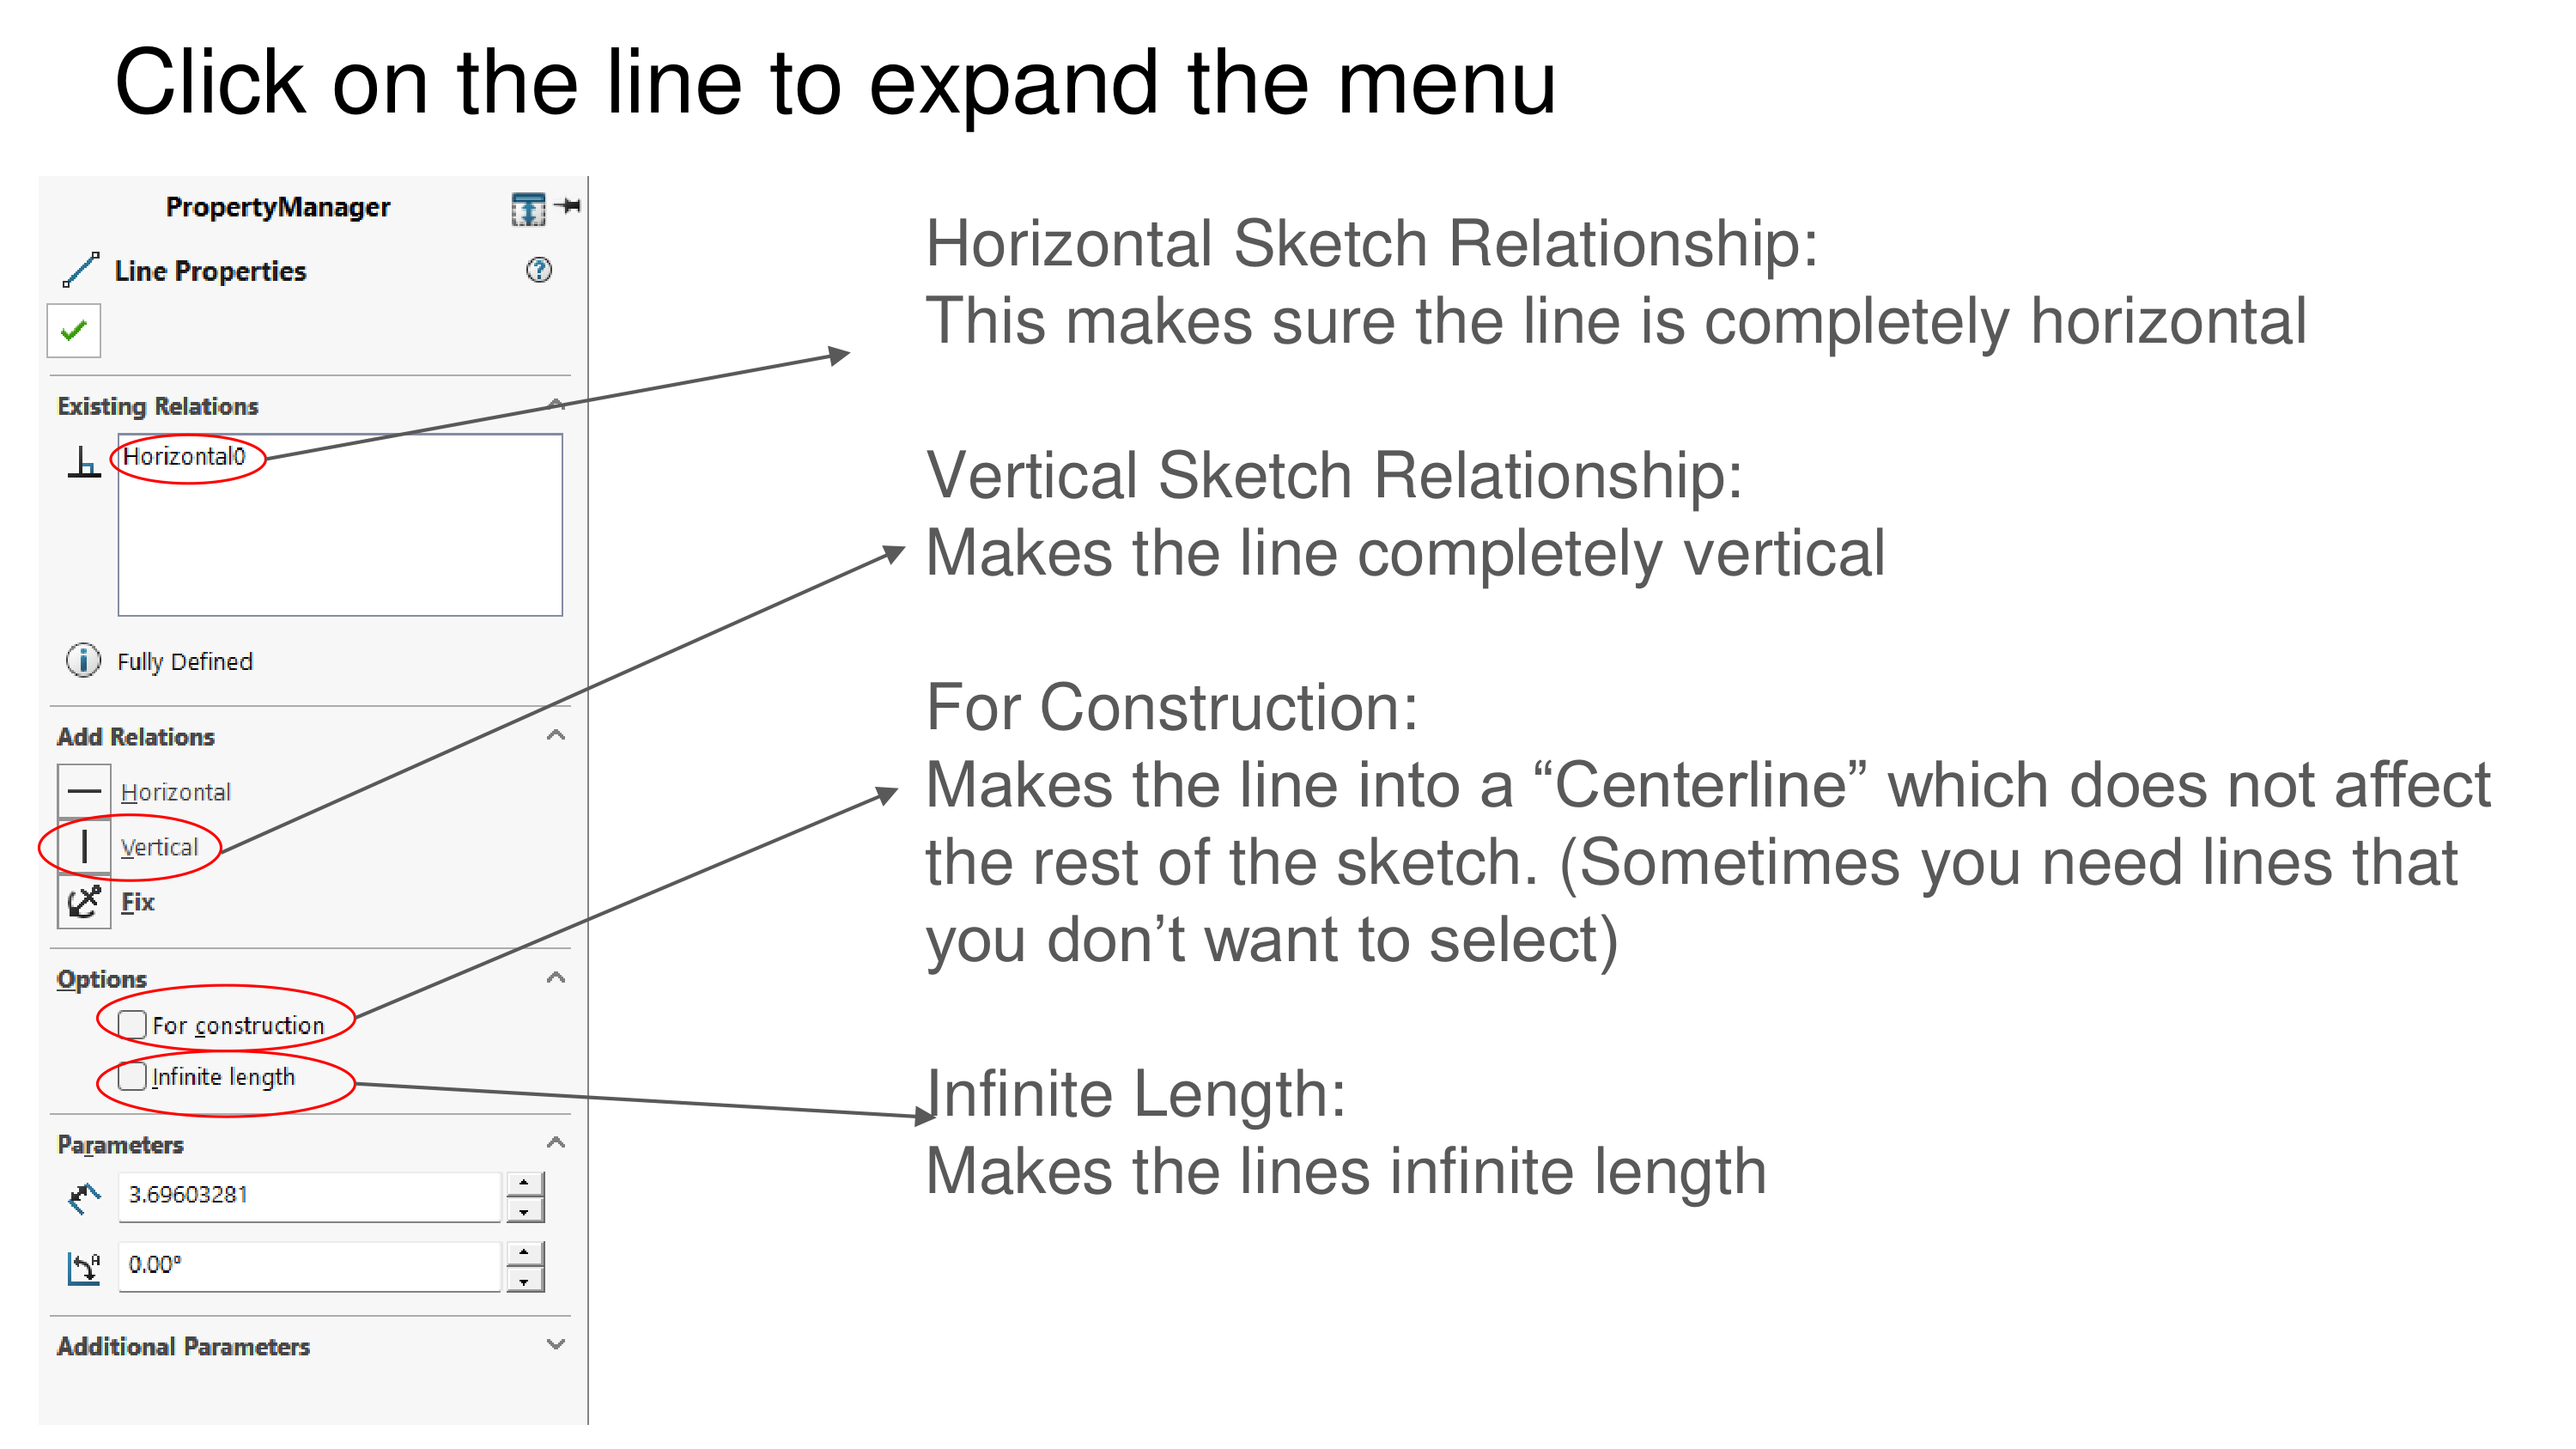 Click on the line to expand the menu
PropertyManager
Line Properties
Existing Relations
Horizontal0
Fully Defined
Add Relations
Horizontal
Vertical
Fix
Options
For construction
Infinite length
Parameters
3.69603281
0.00°
Additional Parameters
Horizontal Sketch Relationship:
This makes sure the line is completely horizontal
Vertical Sketch Relationship:
Makes the line completely vertical
For Construction:
Makes the line into a “Centerline” which does not affect
the rest of the sketch. (Sometimes you need lines that
you don’t want to select)
Infinite Length:
Makes the lines infinite length